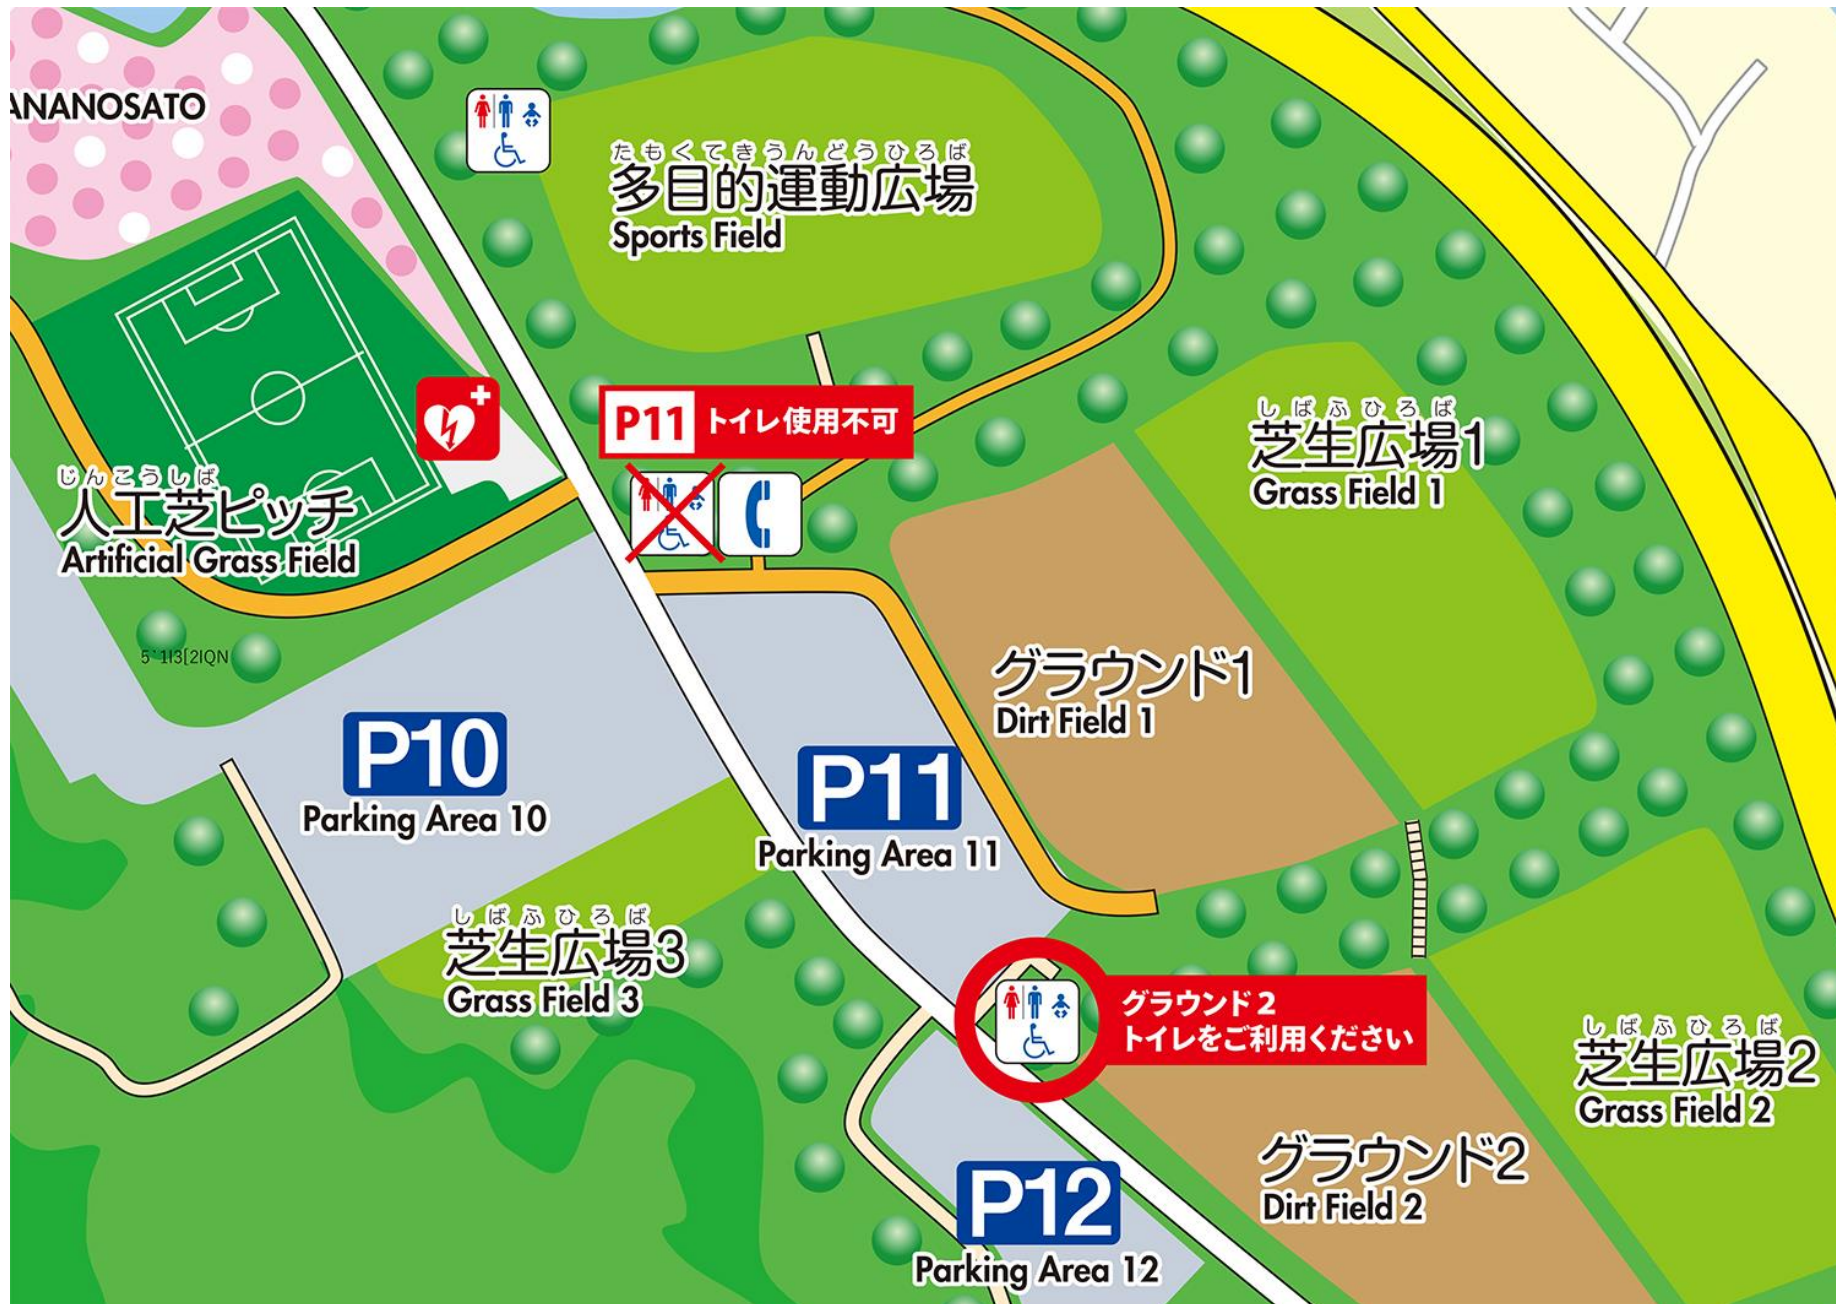 ANANOSATO
たもくてきうんどうひろば
多目的運動広場
Sports Field
P11 トイレ使用不可
しばふひろば
芝生広場1
Grass Field 1
じんこうしば
人工芝ピッチ
Artificial Grass Field
5`1I3[2IQN
グラウンド1
Dirt Field 1
P10
Parking Area 10
P11
Parking Area 11
しばふひろば
芝生広場3
Grass Field 3
グラウンド2
トイレをご利用ください
しばふひろば
芝生広場2
Grass Field 2
グラウンド2
Dirt Field 2
P12
Parking Area 12